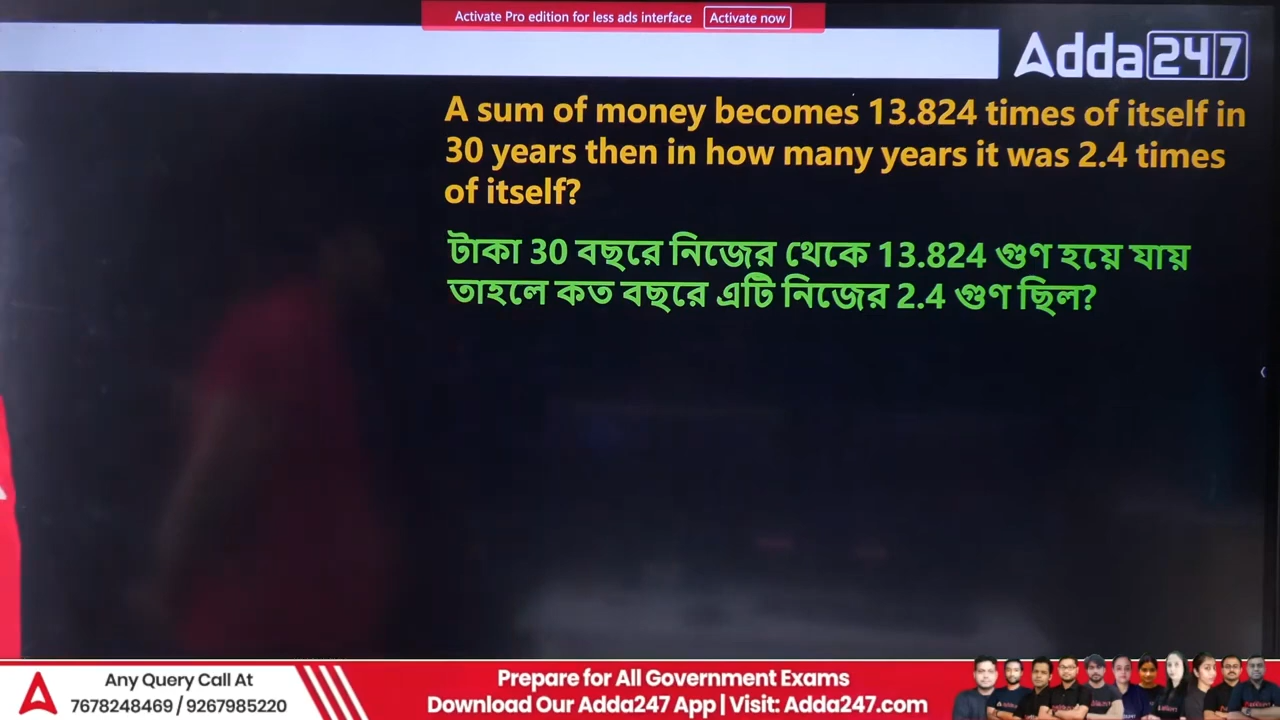 Activate Pro edition for less ads interface Activate now
Adda247
A sum of money becomes 13.824 times of itself in
30 years then in how many years it was 2.4 times
of itself?
টাকা 30 বছরে নিজের থেকে 13.824 গুণ হয়ে যায়
তাহলে কত বছরে এটি নিজের 2.4 গুণ ছিল?
Any Query Call At
7678248469 / 9267985220
Prepare for All Government Exams
Download Our Adda247 App | Visit: Adda247.com